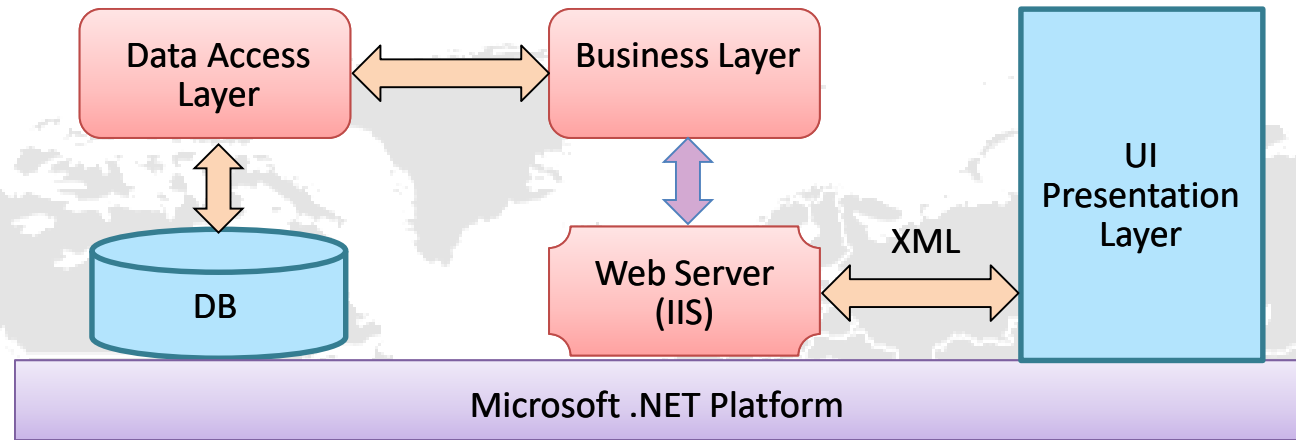 Data Access
Layer
Business Layer
UI
Presentation
Layer
XML
Web Server
(IIS)
DB
Microsoft .NET Platform